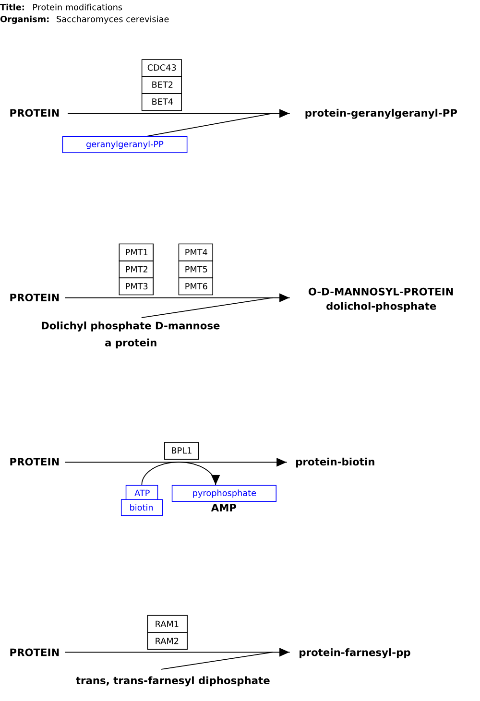 Title: Protein modifications
Organism: Saccharomyces cerevisiae
CDC43
BET2
BET4
PROTEIN
protein-geranylgeranyl-PP
geranylgeranyl-PP
PMT1
PMT4
PMT2
PMT5
PMT3
PMT6
PROTEIN
O-D-MANNOSYL-PROTEIN
dolichol-phosphate
Dolichyl phosphate D-mannose
a protein
BPL1
PROTEIN
protein-biotin
ATP
pyrophosphate
biotin
AMP
RAM1
RAM2
PROTEIN
protein-farnesyl-pp
trans, trans-farnesyl diphosphate